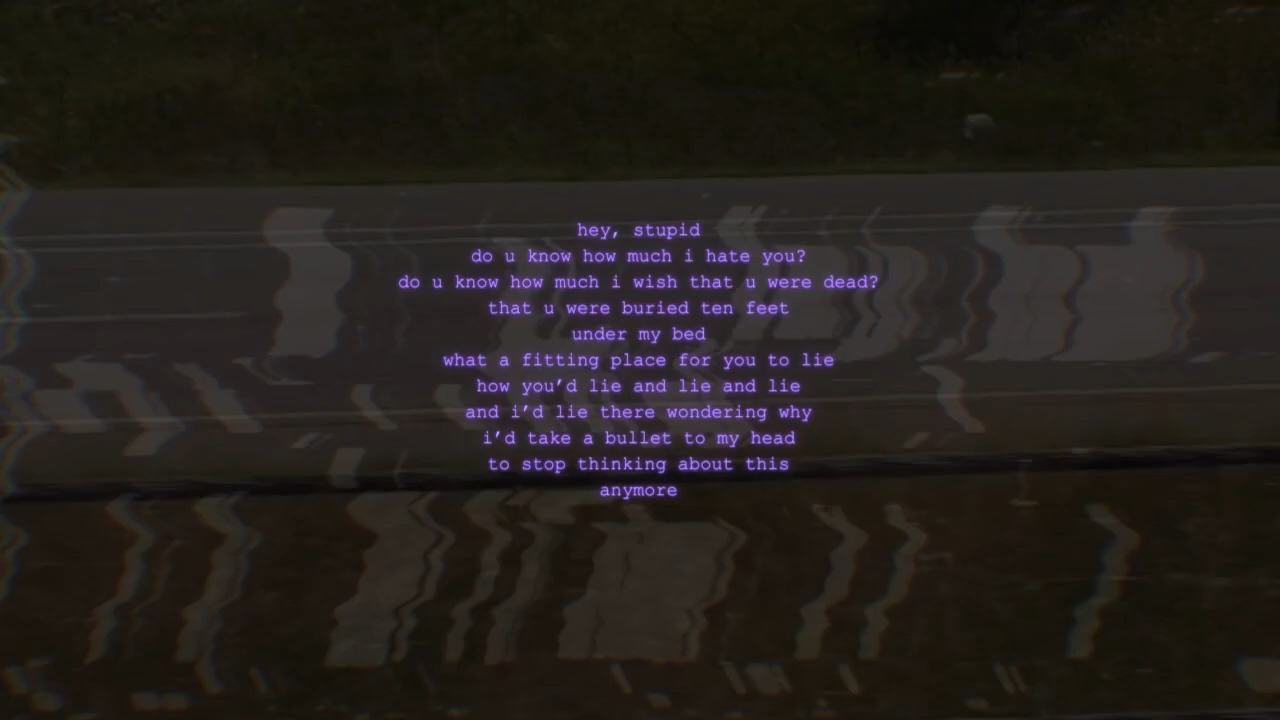 hey, stupid
do u know how much i hate you?
do u know how much i wish that u were dead?
that u were buried ten feet
under my bed
what a fitting place for you to lie
how you’d lie and lie and lie
and i’d lie there wondering why
i’d take a bullet to my head
to stop thinking about this
anymore